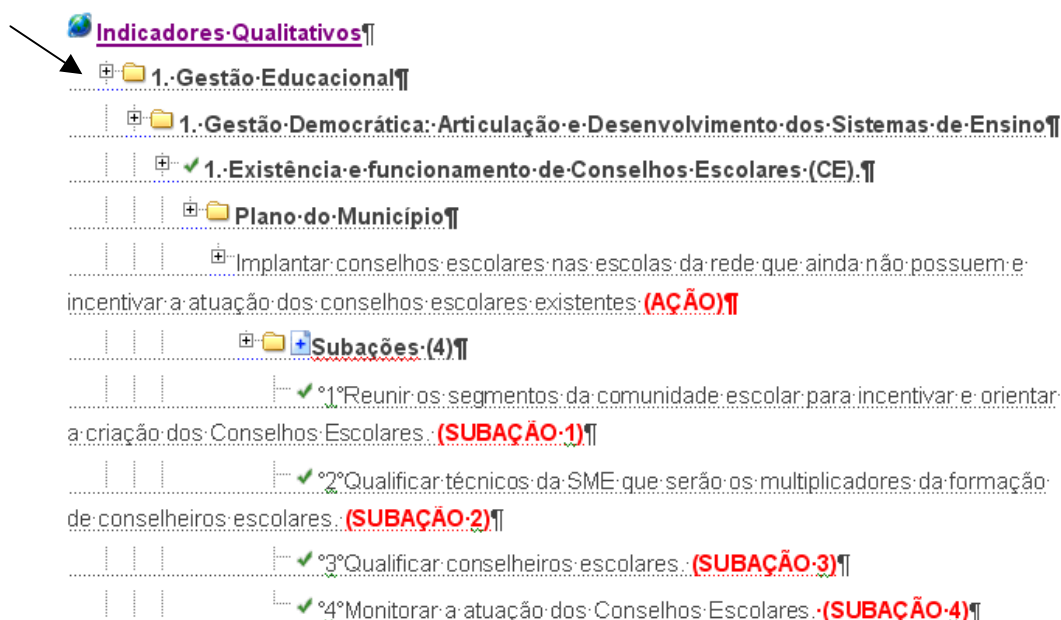 Indicadores·Qualitativos¶
1.·Gestão·Educacional¶
1.·Gestão·Democrática:·Articulação·e·Desenvolvimento·dos·Sistemas·de·Ensino¶
1.·Existência·e·funcionamento·de·Conselhos·Escolares·(CE).¶
Plano·do·Município¶
Implantar·conselhos·escolares·nas·escolas·da·rede·que·ainda·não·possuem·e·
incentivar·a·atuação·dos·conselhos·escolares·existentes·(AÇÃO)¶
Subações·(4)¶
°1°Reunir·os·segmentos·da·comunidade·escolar·para·incentivar·e·orientar·
a·criação·dos·Conselhos·Escolares.·(SUBAÇÃO·1)¶
°2°Qualificar·técnicos·da·SME·que·serão·os·multiplicadores·da·formação·
de·conselheiros·escolares.·(SUBAÇÃO·2)¶
°3°Qualificar·conselheiros·escolares.·(SUBAÇÃO·3)¶
°4°Monitorar·a·atuação·dos·Conselhos·Escolares.·(SUBAÇÃO·4)¶